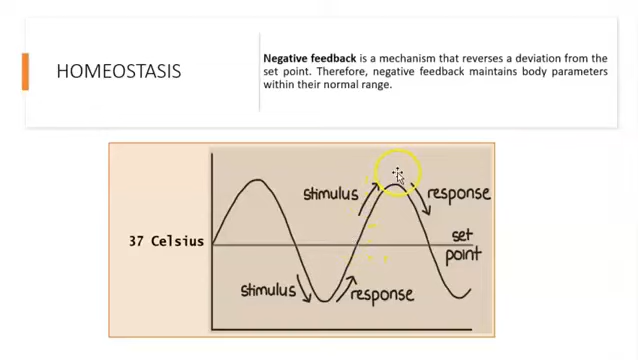 HOMEOSTASIS
Negative feedback is a mechanism that reverses a deviation from the
set point. Therefore, negative feedback maintains body parameters
within their normal range.
stimulus
response
37 Celsius
set
point
stimulus
response